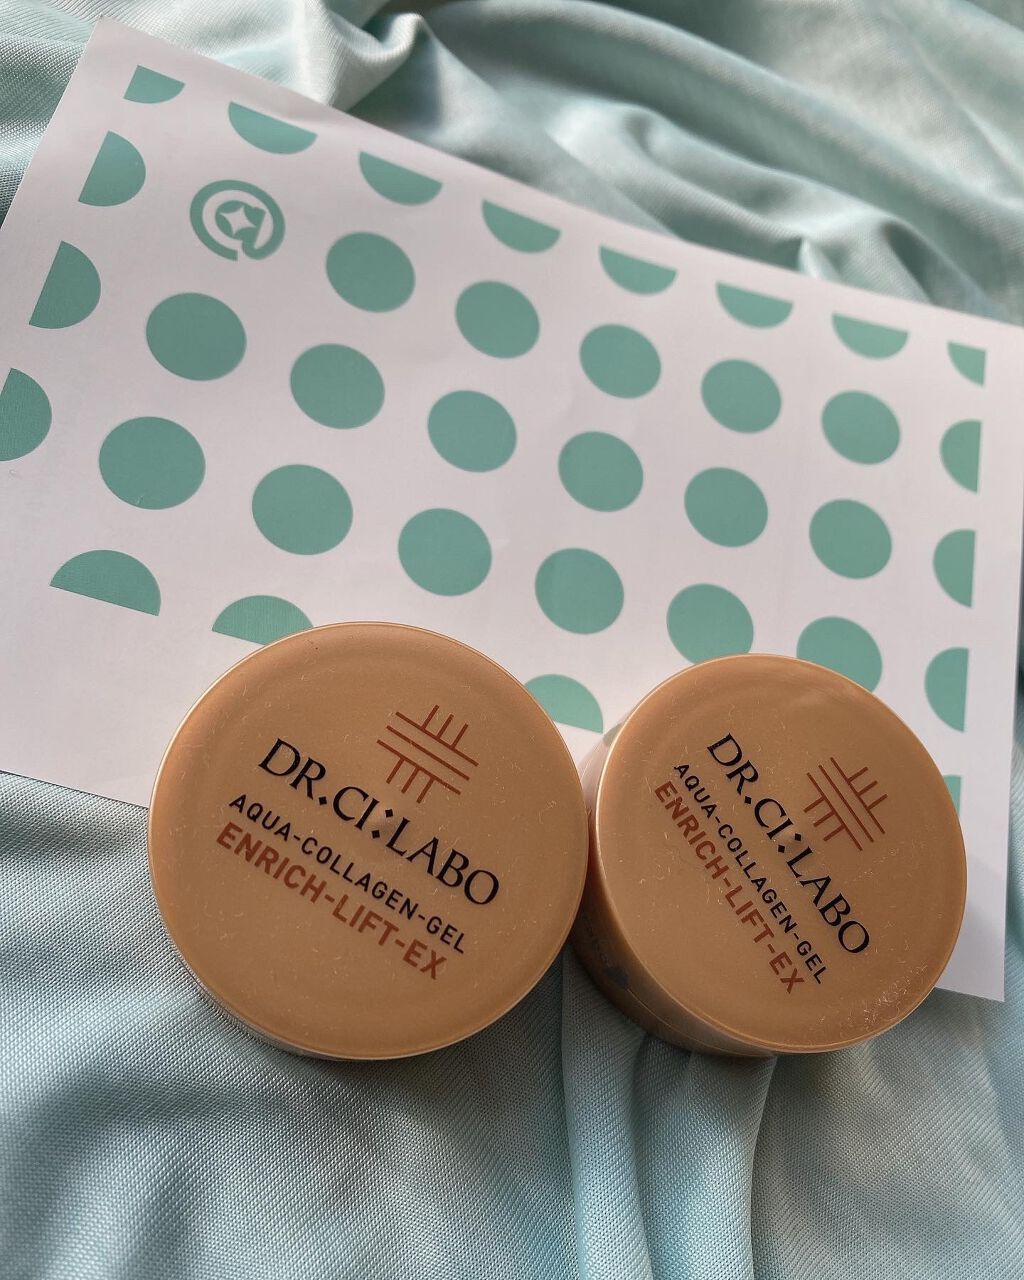 DR.CI:LABO
AQUA-COLLAGEN-GEL
ENRICH-LIFT-EX
DR.CI:LABO
AQUA-COLLAGEN-GEL
ENRICH-LIFT-EX